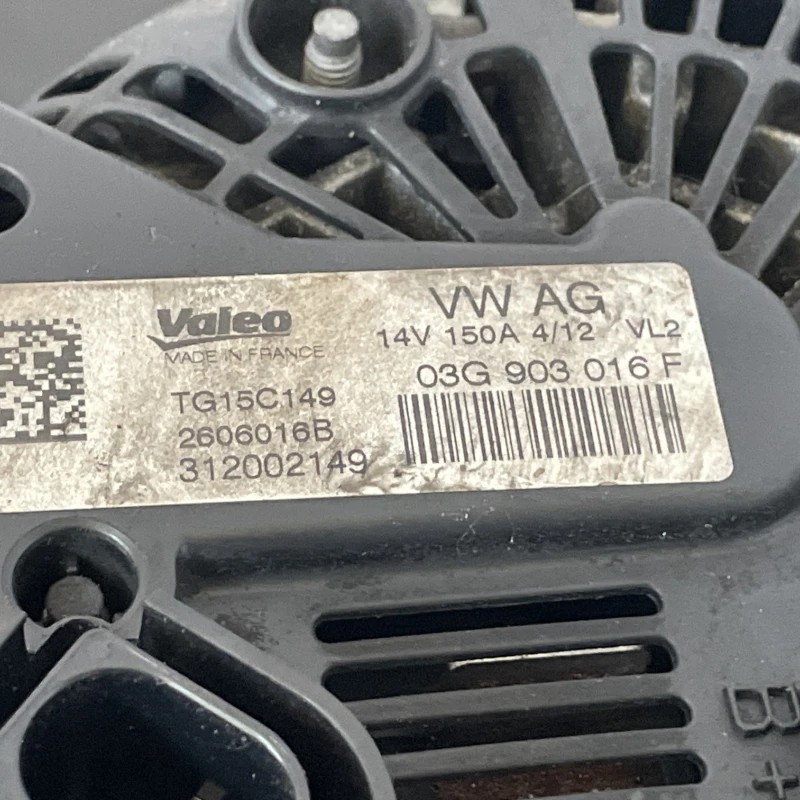 Valeo
MADE IN FRANCE
TG15C149
2606016B
312002149
VW AG
14V 150A 4/12 VL2
03G 903 016 F
B
+